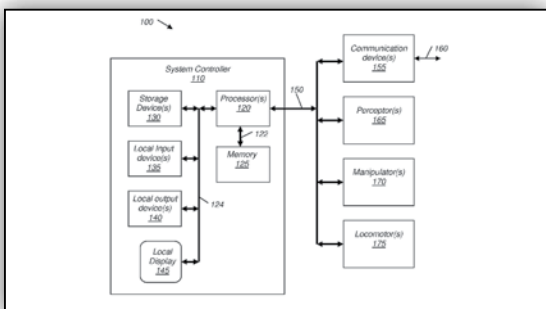 100
System Controller
110
Storage Device(s)
130
Local Input device(s)
135
Local output device(s)
140
Local Display
145
124
Processor(s)
120
122
Memory
125
150
Communication device(s)
155
160
Perceptor(s)
165
Manipulator(s)
170
Locomotor(s)
175